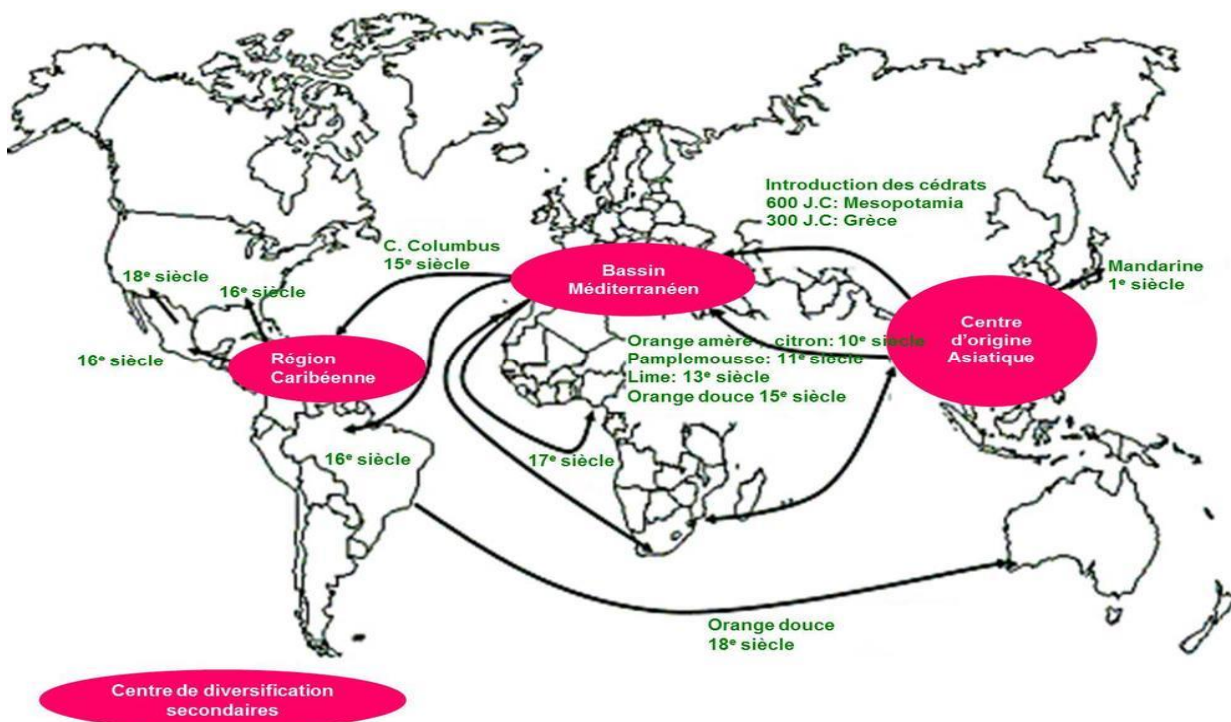 Introduction des cédrats
600 J.C: Mesopotamia
300 J.C: Grèce
C. Columbus
15e siècle
Bassin
Méditerranéen
Mandarine
1e siècle
18e siècle
16e siècle
Centre
d'origine
Asiatique
Orange amère , citron: 10e siècle
Pamplemousse: 11e siècle
Lime: 13e siècle
Orange douce 15e siècle
16e siècle
Région
Caribéenne
16e siècle
17e siècle
Orange douce
18e siècle
Centre de diversification
secondaires